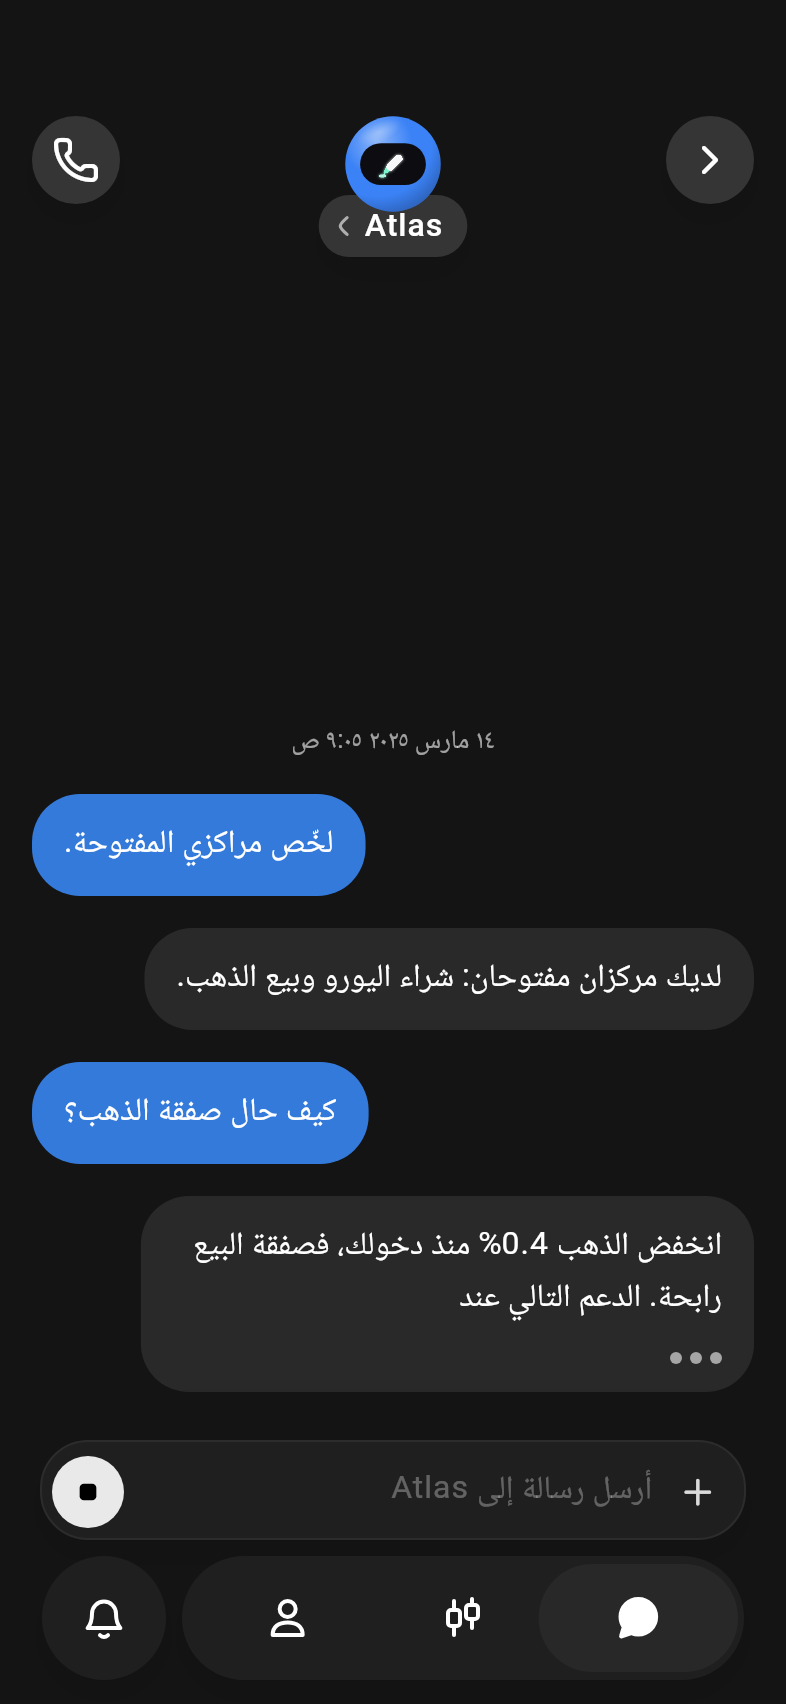 Atlas
١٤ مارس ٢٠٢٥ ٩:٠٥ ص
لخّص مراكزي المفتوحة.
لديك مركزان مفتوحان: شراء اليورو وبيع الذهب.
كيف حال صفقة الذهب؟
انخفض الذهب 0.4% منذ دخولك، فصفقة البيع
رابحة. الدعم التالي عند
أرسل رسالة إلى Atlas